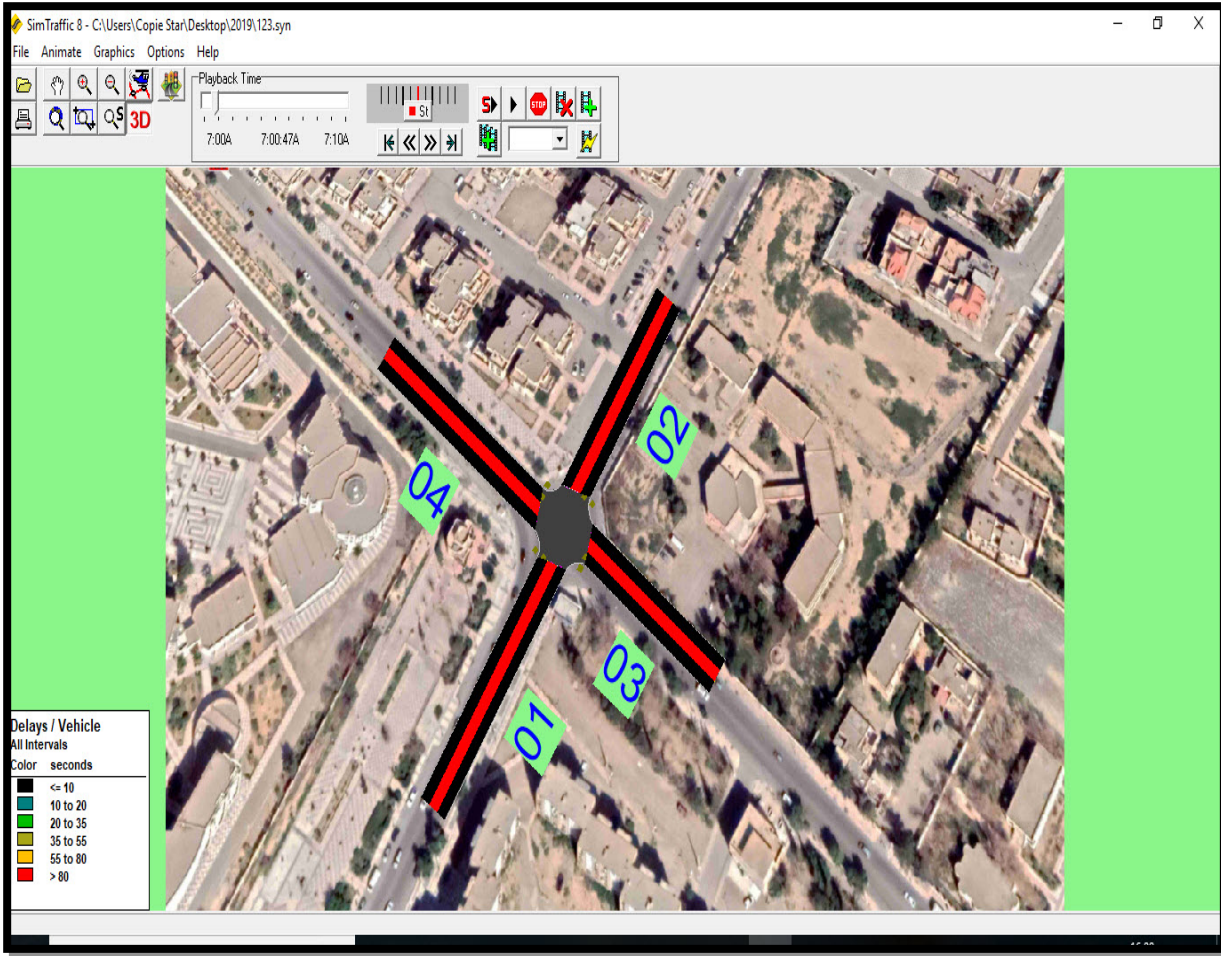 SimTraffic 8 - C:\Users\Copie Star\Desktop\2019\123.syn
File Animate Graphics Options Help
Playback Time
St
S
STOP
S
3D
7:00A 7:00:47A 7:10A
02
04
03
01
Delays / Vehicle
All Intervals
Color seconds
<= 10
10 to 20
20 to 35
35 to 55
55 to 80
> 80